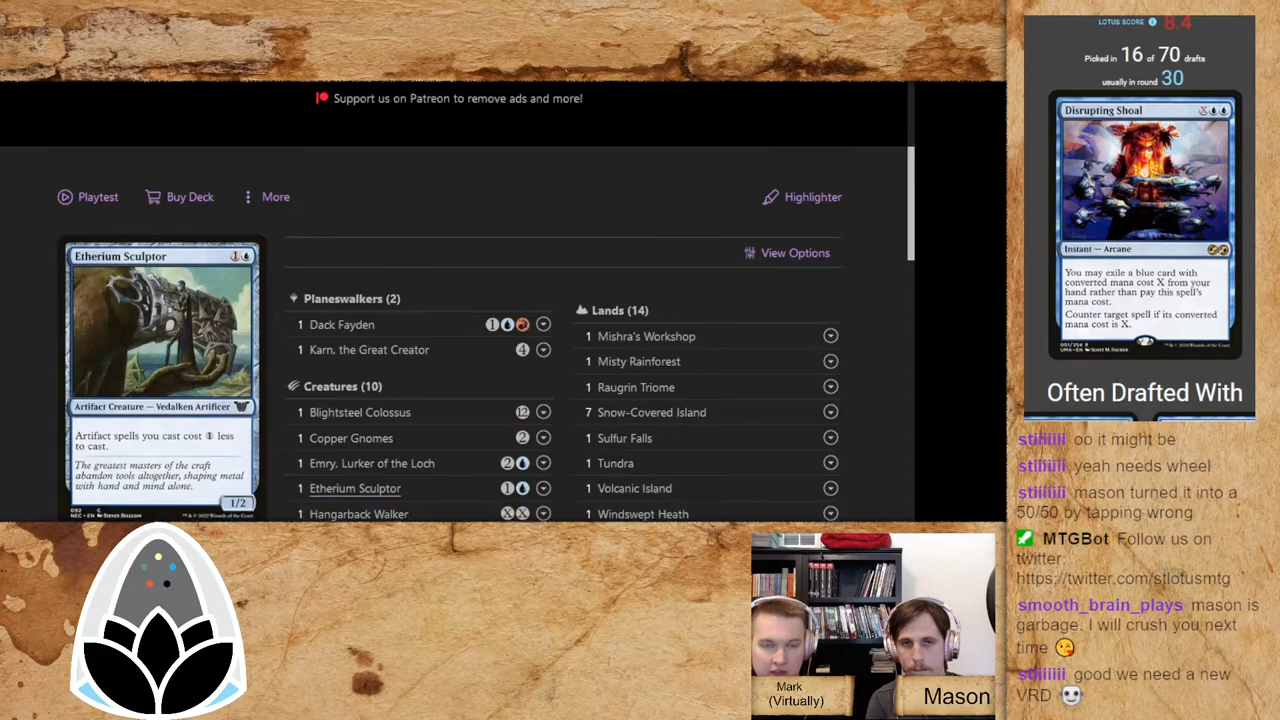 Support us on Patreon to remove ads and more!
Playtest
Buy Deck
More
Highlighter
View Options
Etherium Sculptor
1
Artifact Creature — Vedalken Artificer
Artifact spells you cast cost 1 less
to cast.
The greatest masters of the craft
abandon tools altogether, shaping metal
with hand and mind alone.
1/2
Planeswalkers (2)
1 Dack Fayden 1
1 Karn, the Great Creator 4
Creatures (10)
1 Blightsteel Colossus 12
1 Copper Gnomes 2
1 Emry, Lurker of the Loch 2
1 Etherium Sculptor 1
1 Hangarback Walker X X
Lands (14)
1 Mishra's Workshop
1 Misty Rainforest
1 Raugrin Triome
7 Snow-Covered Island
1 Sulfur Falls
1 Tundra
1 Volcanic Island
1 Windswept Heath
LOTUS SCORE 8.4
Picked in 16 of 70 drafts
usually in round 30
Disrupting Shoal X
Instant — Arcane
You may exile a blue card with
converted mana cost X from your
hand rather than pay this spell's
mana cost.
Counter target spell if its converted
mana cost is X.
Often Drafted With
stiiiiiii oo it might be
stiiiiiii yeah needs wheel
stiiiiiii mason turned it into a
50/50 by tapping wrong
MTGBot Follow us on
twitter:
https://twitter.com/stlotusmtg
smooth_brain_plays mason is
garbage. I will crush you next
time
stiiiiiii good we need a new
VRD
Mark
(Virtually)
Mason